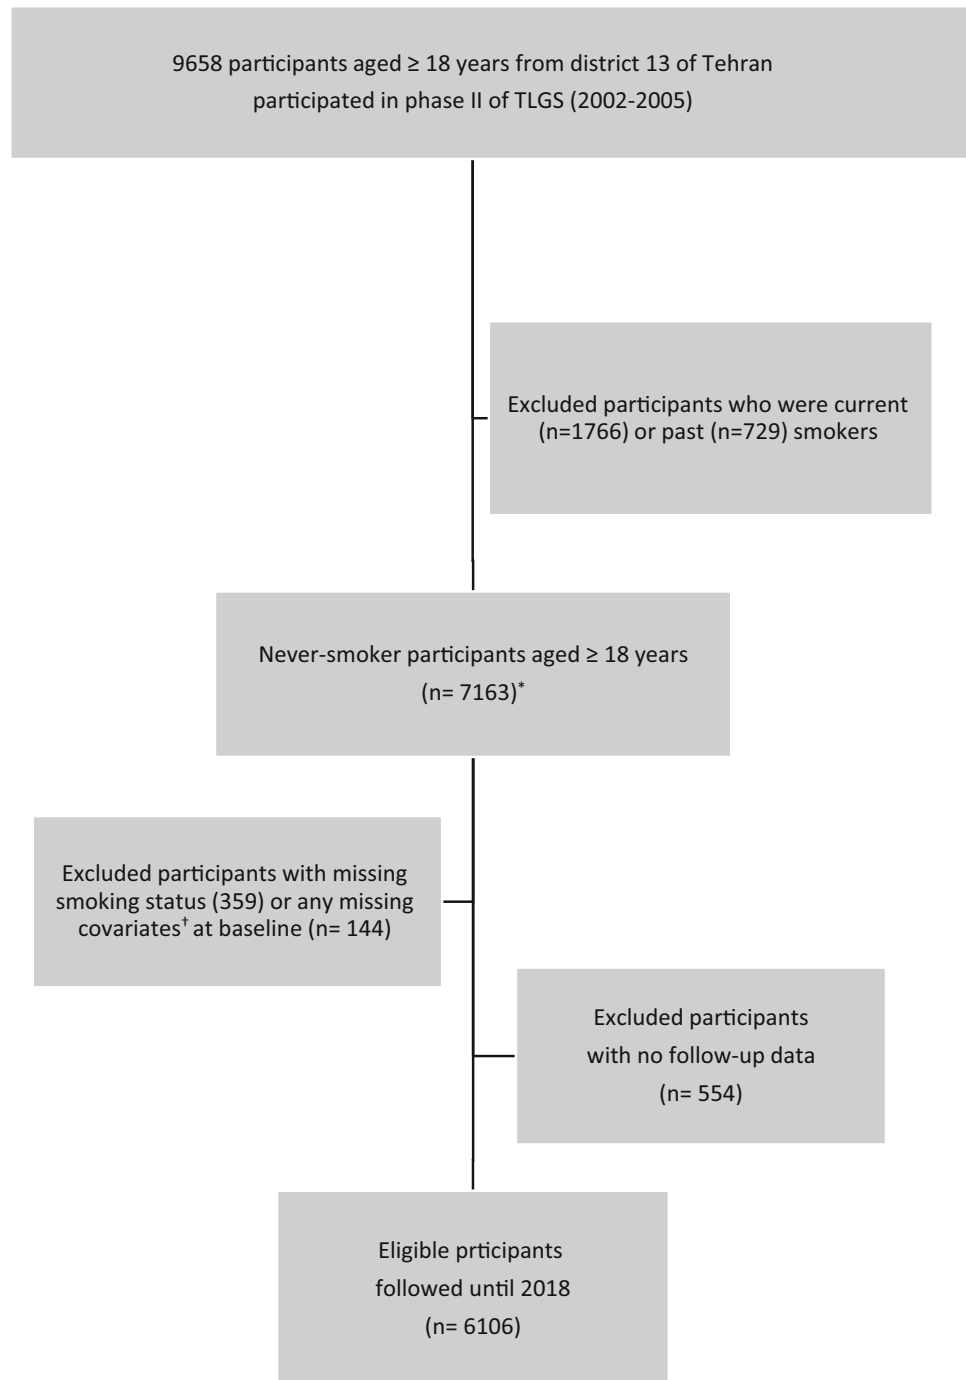 9658 participants aged ≥ 18 years from district 13 of Tehran
participated in phase II of TLGS (2002-2005)
Excluded participants who were current
(n=1766) or past (n=729) smokers
Never-smoker participants aged ≥ 18 years
(n= 7163)*
Excluded participants with missing
smoking status (359) or any missing
covariates† at baseline (n= 144)
Excluded participants
with no follow-up data
(n= 554)
Eligible prticipants
followed until 2018
(n= 6106)